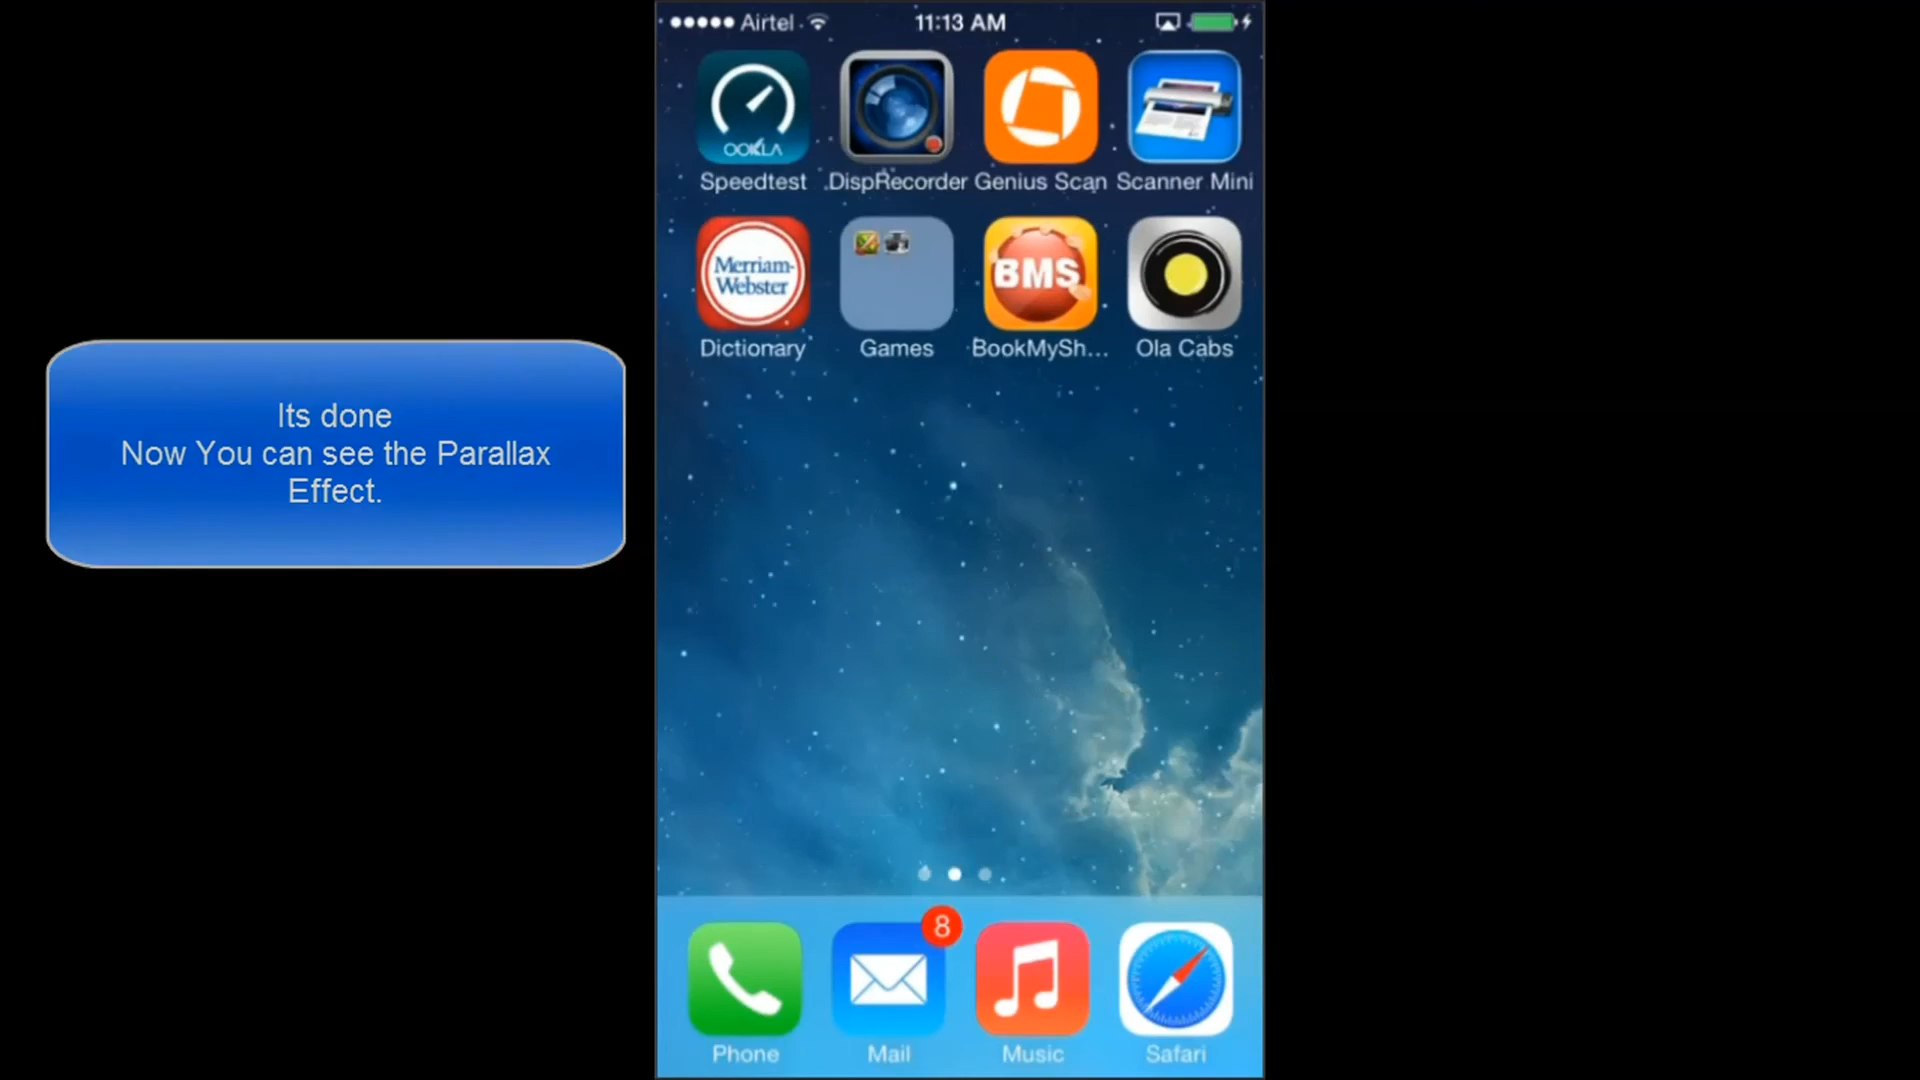 Airtel
11:13 AM
OOKLA
Speedtest
DispRecorder
Genius Scan
Scanner Mini
Merriam-
Webster
BMS
Dictionary
Games
BookMySh...
Ola Cabs
Its done
Now You can see the Parallax
Effect.
8
Phone
Mail
Music
Safari